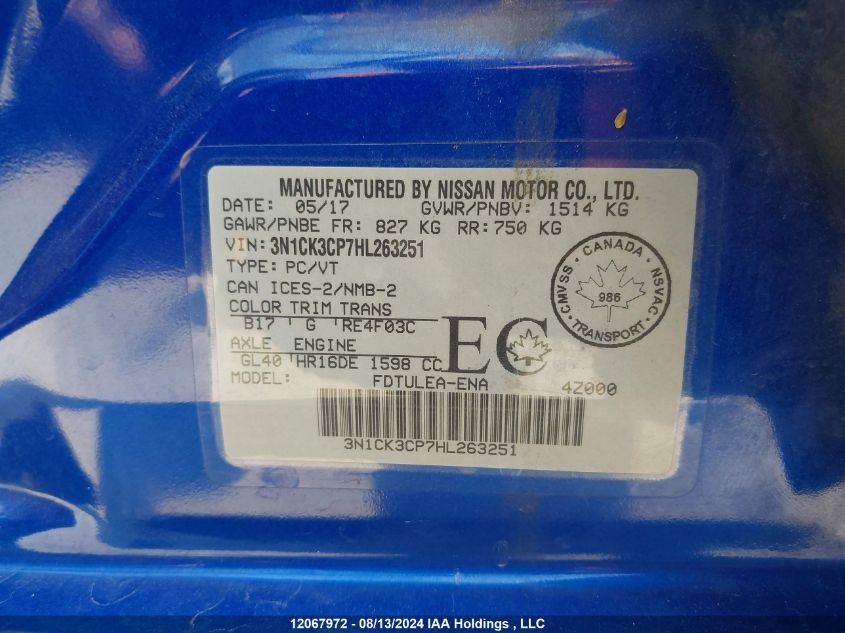 MANUFACTURED BY NISSAN MOTOR CO., LTD.
DATE: 05/17 GVWR/PNBV: 1514 KG
GAWR/PNBE FR: 827 KG RR: 750 KG
VIN: 3N1CK3CP7HL263251
TYPE: PC/VT
CAN ICES-2/NMB-2
COLOR TRIM TRANS
B17 G RE4F03C
AXLE ENGINE
GL40 HR16DE 1598 CC
MODEL: FDTULEA-ENA 4Z000
EC
CANADA
CMVSS NSVAC
986
TRANSPORT
3N1CK3CP7HL263251
12067972 - 08/13/2024 IAA Holdings , LLC